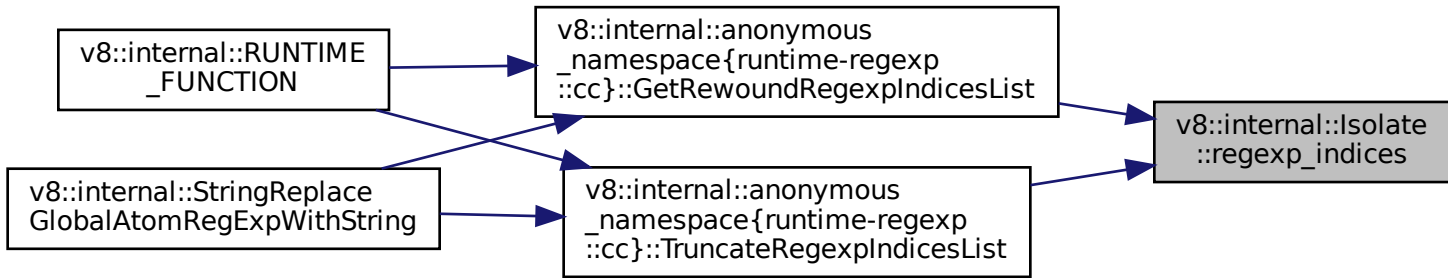 v8::internal::RUNTIME
_FUNCTION
v8::internal::StringReplace
GlobalAtomRegExpWithString
v8::internal::anonymous
_namespace{runtime-regexp
::cc}::GetRewoundRegexpIndicesList
v8::internal::anonymous
_namespace{runtime-regexp
::cc}::TruncateRegexpIndicesList
v8::internal::Isolate
::regexp_indices